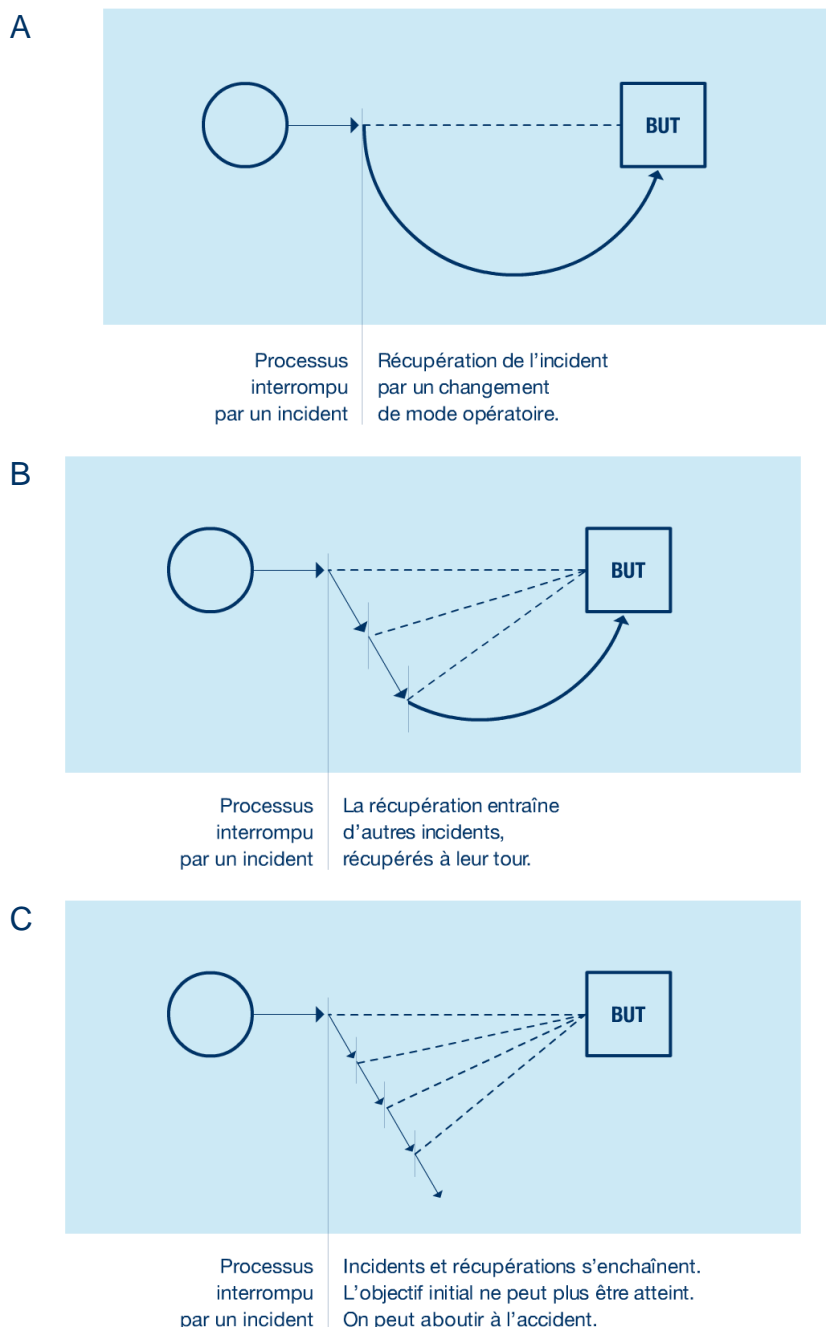 A
BUT
Processus
interrompu
par un incident
Récupération de l'incident
par un changement
de mode opératoire.
B
BUT
Processus
interrompu
par un incident
La récupération entraîne
d'autres incidents,
récupérés à leur tour.
C
BUT
Processus
interrompu
par un incident
Incidents et récupérations s'enchaînent.
L'objectif initial ne peut plus être atteint.
On peut aboutir à l'accident.